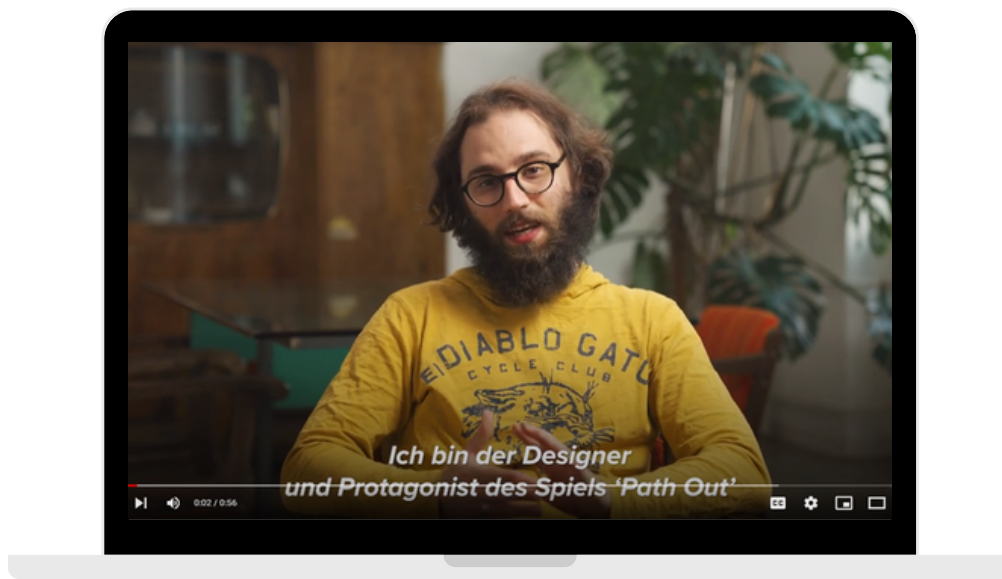 El DIABLO GATO
CYCLE CLUB
Ich bin der Designer
und Protagonist des Spiels ‘Path Out’
0:02 / 0:56
CC